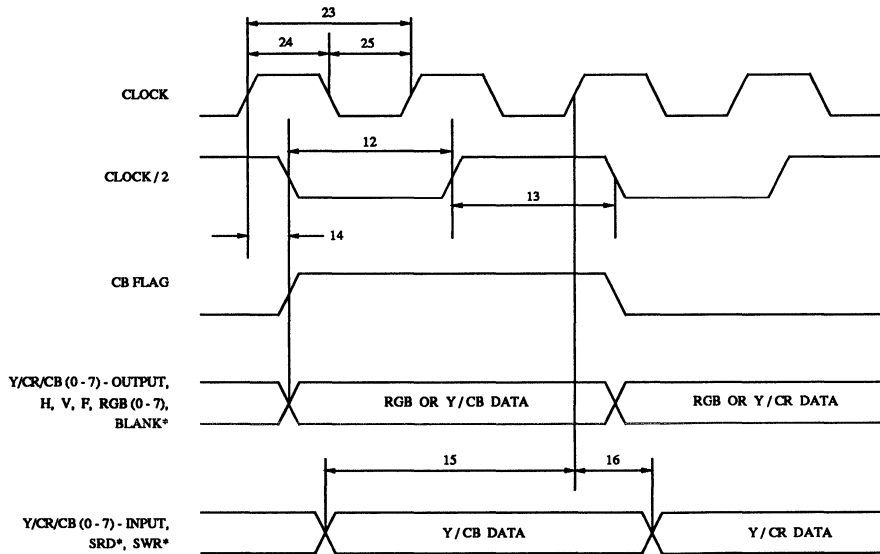 23
24
25
CLOCK
12
CLOCK / 2
13
14
CB FLAG
Y/CR/CB (0 - 7) - OUTPUT,
H, V, F, RGB (0 - 7),
BLANK*
RGB OR Y / CB DATA
RGB OR Y / CR DATA
15
16
Y/CR/CB (0 - 7) - INPUT,
SRD*, SWR*
Y / CB DATA
Y / CR DATA